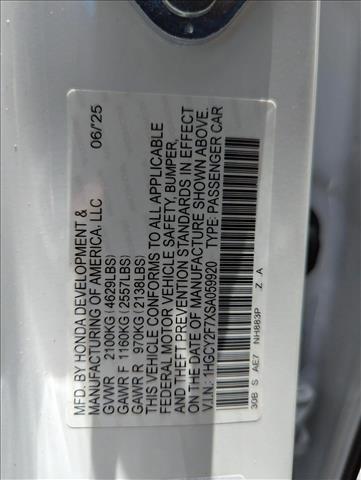 MFD. BY HONDA DEVELOPMENT & 06/'25
MANUFACTURING OF AMERICA, LLC
GVWR 2100KG (4629LBS)
GAWR F 1160KG (2557LBS)
GAWR R 970KG (2138LBS)
THIS VEHICLE CONFORMS TO ALL APPLICABLE
FEDERAL MOTOR VEHICLE SAFETY, BUMPER,
AND THEFT PREVENTION STANDARDS IN EFFECT
ON THE DATE OF MANUFACTURE SHOWN ABOVE.
V.I.N.: 1HGCY2F7XSA059920 TYPE: PASSENGER CAR
30B S AE7 NH883P Z A